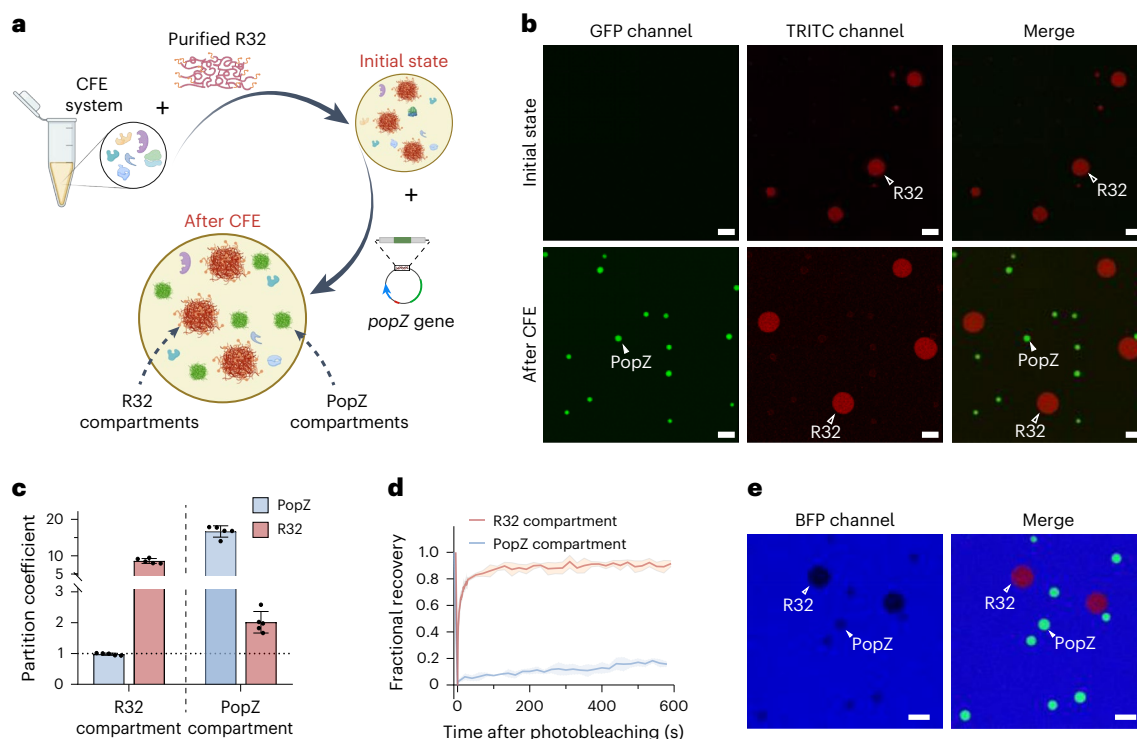 a
Purified R32
CFE
system
+
Initial state
+
After CFE
popZ gene
R32
compartments
PopZ
compartments
b
GFP channel
TRITC channel
Merge
Initial state
R32
R32
After CFE
PopZ
R32
PopZ
R32
c
PopZ
R32
Partition coefficient
20
10
5
3
2
1
0
R32
compartment
PopZ
compartment
d
R32 compartment
PopZ compartment
Fractional recovery
1.0
0.8
0.6
0.4
0.2
0
0
200
400
600
Time after photobleaching (s)
e
BFP channel
Merge
R32
PopZ
R32
PopZ